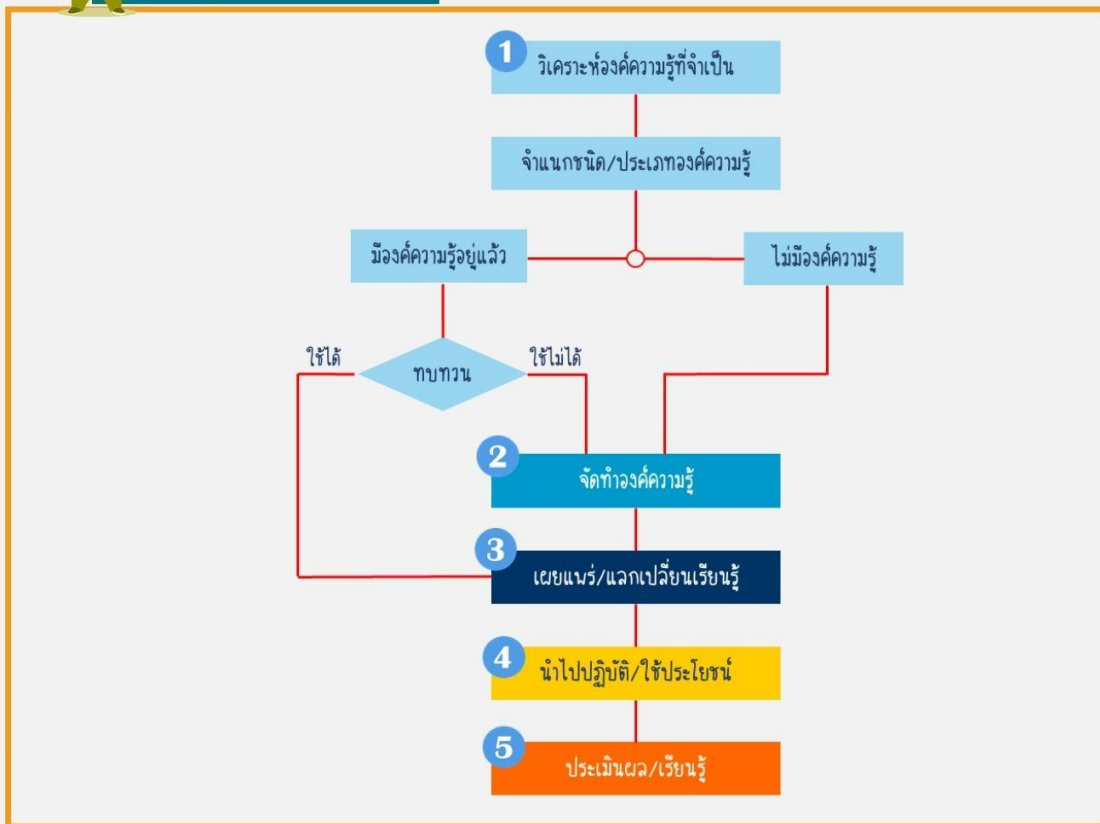 1
วิเคราะห์องค์ความรู้ที่จำเป็น
จำแนกชนิด/ประเภทองค์ความรู้
มีองค์ความรู้อยู่แล้ว
ไม่มีองค์ความรู้
ใช้ได้
ทบทวน
ใช้ไม่ได้
2
จัดทำองค์ความรู้
3
เผยแพร่/แลกเปลี่ยนเรียนรู้
4
นำไปปฏิบัติ/ใช้ประโยชน์
5
ประเมินผล/เรียนรู้